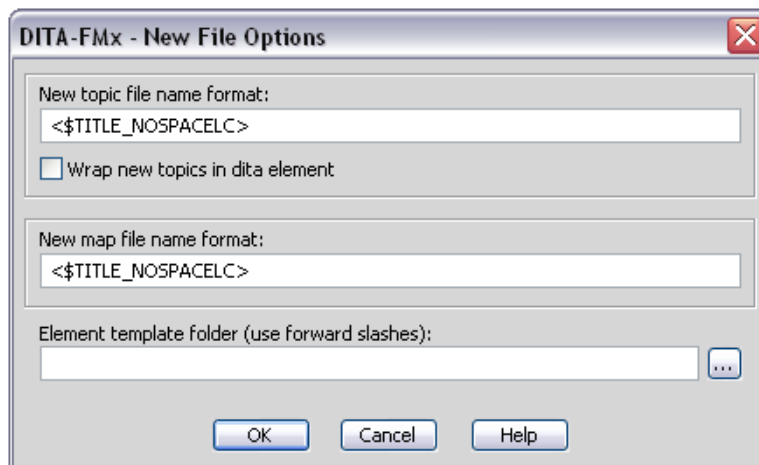 DITA-FMx - New File Options
New topic file name format:
<$TITLE_NOSPACELC>
Wrap new topics in dita element
New map file name format:
<$TITLE_NOSPACELC>
Element template folder (use forward slashes):
...
OK Cancel Help